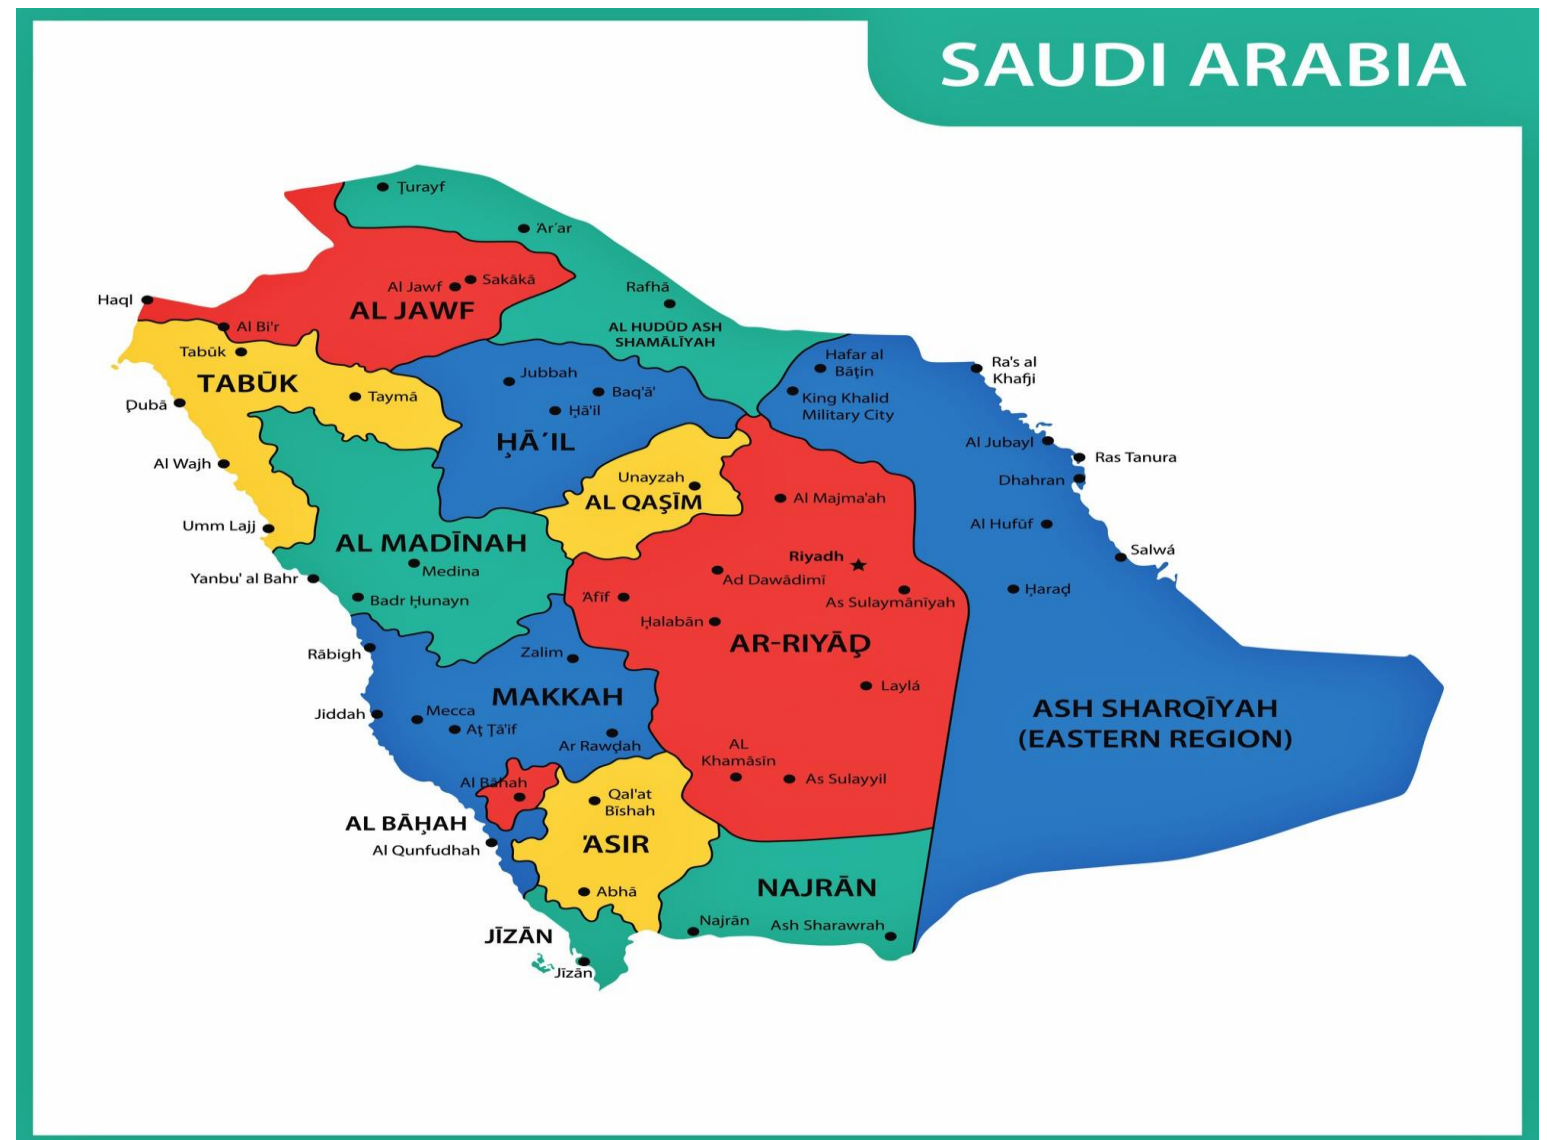 SAUDI ARABIA
Ţurayf
'Ar'ar
Al Jawf
Sakākā
AL JAWF
Rafhā
AL HUDŪD ASH
SHAMĀLĪYAH
Haql
Al Bi'r
Tabūk
TABŪK
Taymā
Ḑubā
Al Wajh
Umm Lajj
Jubbah
Baq'ā'
Ḩā'il
ḨĀ´IL
Hafar al
Bāţin
King Khalid
Military City
Ra's al
Khafji
Al Jubayl
Ras Tanura
Dhahran
Al Hufūf
Salwá
Ḩaraḑ
Unayzah
AL QAŞĪM
Al Majma'ah
Riyadh
Ad Dawādimī
As Sulaymānīyah
'Afīf
Ḩalabān
AR-RIYĀḐ
Laylá
AL
Khamāsīn
As Sulayyil
AL MADĪNAH
Medina
Yanbu' al Bahr
Badr Ḩunayn
Rābigh
Zalim
MAKKAH
Jiddah
Mecca
Aţ Ţā'if
Ar Rawḑah
ASH SHARQĪYAH
(EASTERN REGION)
Al Bāhah
AL BĀḨAH
Al Qunfudhah
Qal'at
Bīshah
'ASIR
Abhā
NAJRĀN
Najrān
Ash Sharawrah
JĪZĀN
Jīzān